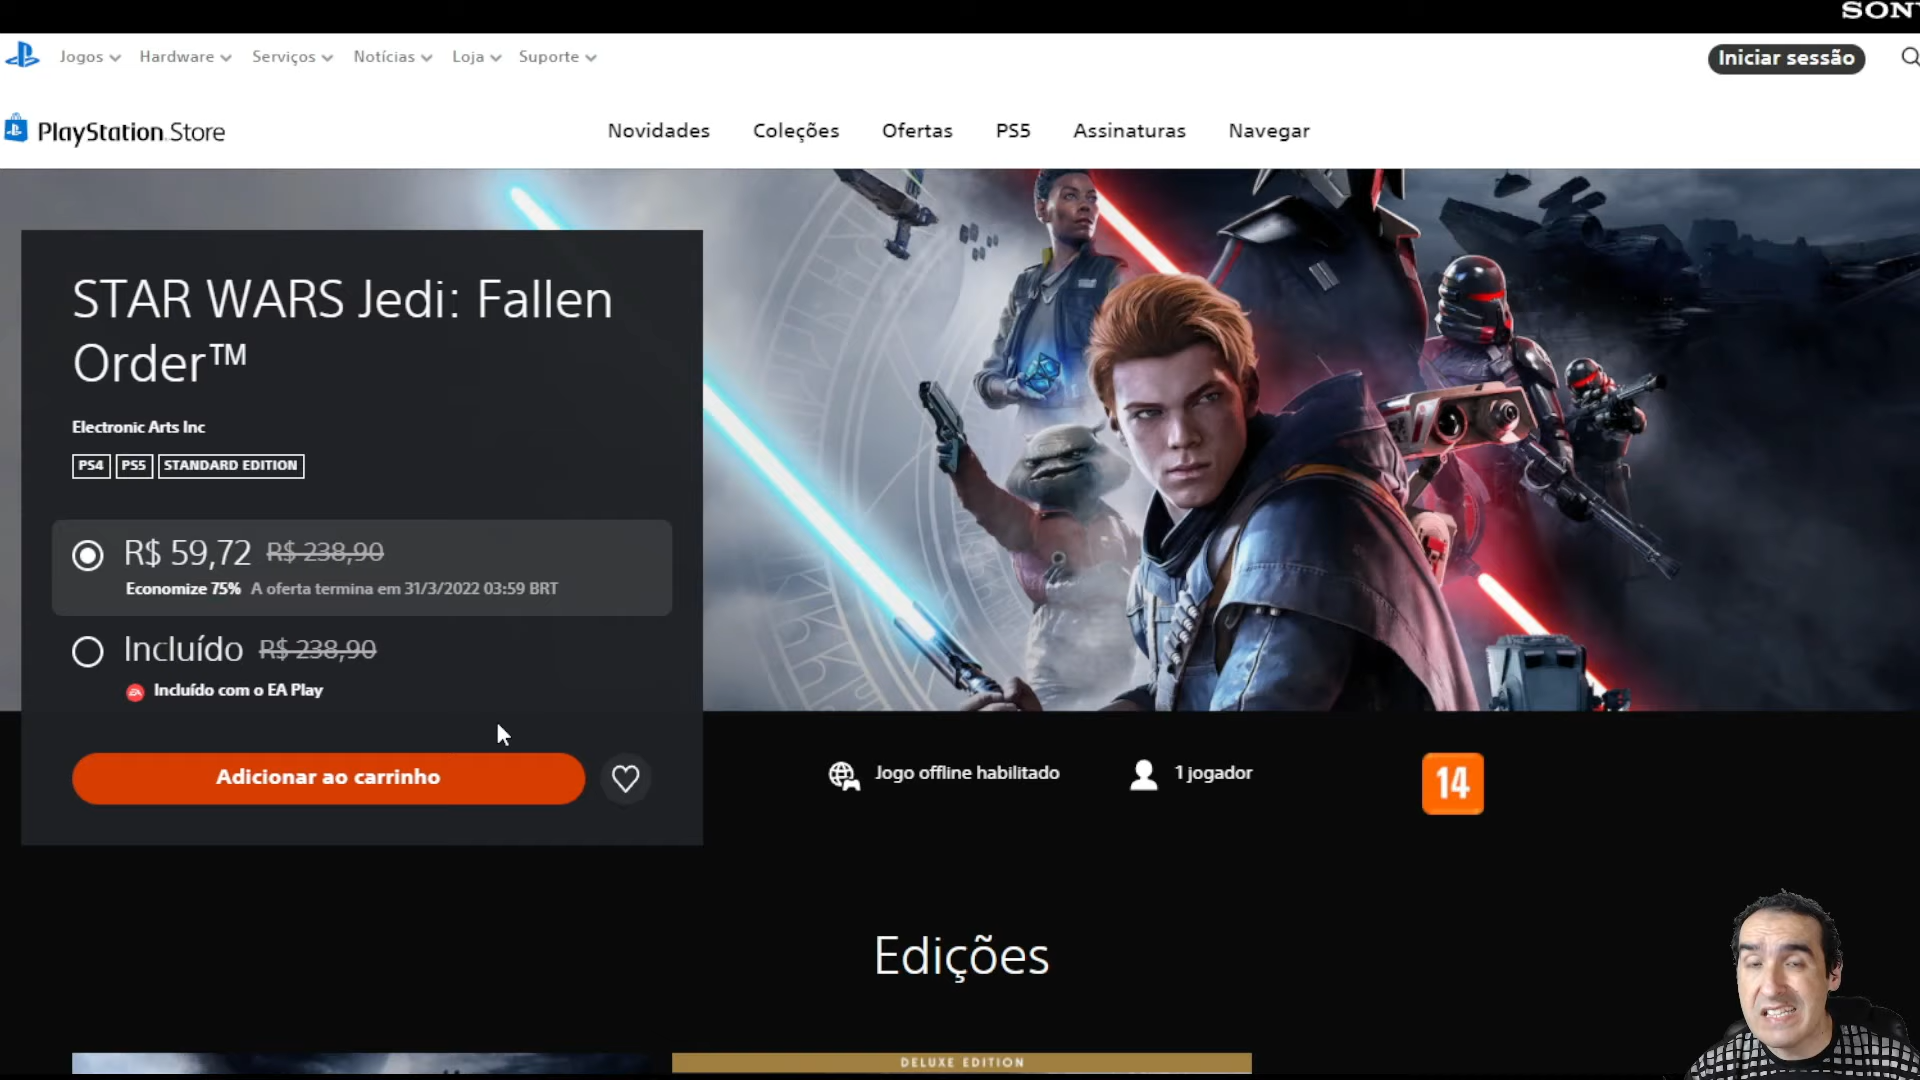 SONY
Jogos
Hardware
Serviços
Notícias
Loja
Suporte
Iniciar sessão
PlayStation Store
Novidades
Coleções
Ofertas
PS5
Assinaturas
Navegar
STAR WARS Jedi: Fallen
Order™
Electronic Arts Inc
PS4 PS5 STANDARD EDITION
R$ 59,72 R$ 238,90
Economize 75% A oferta termina em 31/3/2022 03:59 BRT
Incluído R$ 238,90
EA Incluído com o EA Play
Adicionar ao carrinho
Jogo offline habilitado
1 jogador
14
Edições
DELUXE EDITION